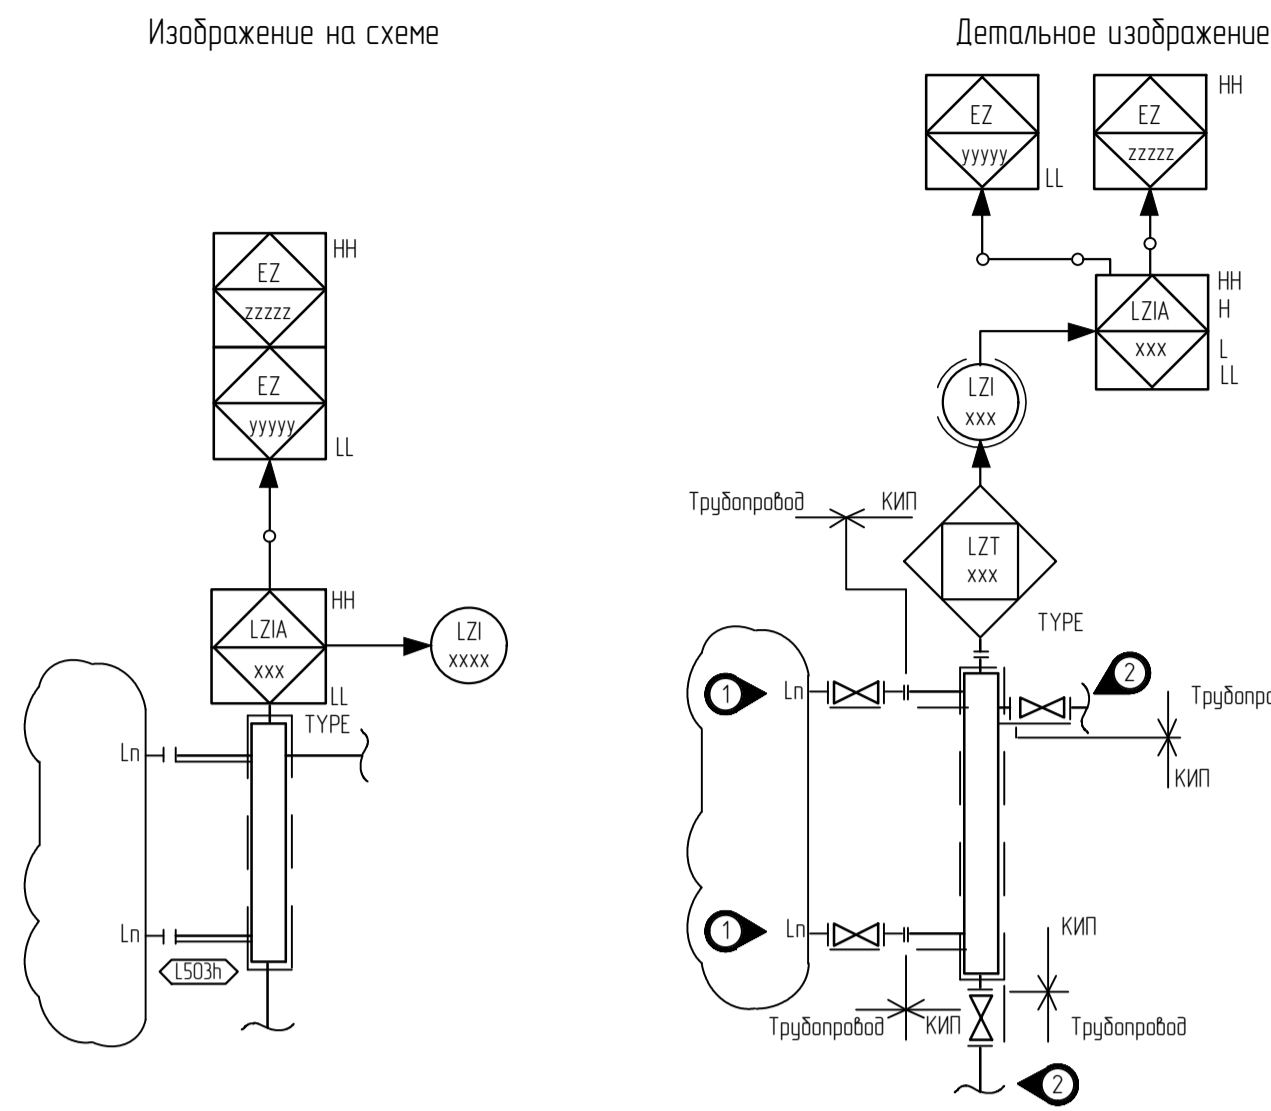 Изображение на схеме
HH
EZ
zzzzz
EZ
yyyyy
LL
HH
LZIA
xxx
LL
LZI
xxxx
TYPE
Ln
Ln
L503h
Детальное изображение
EZ
yyyyy
LL
HH
EZ
zzzzz
HH
H
LZIA
xxx
L
LL
LZI
xxx
Трубопровод
КИП
LZT
xxx
TYPE
1
Ln
2
Трубопро
КИП
1
Ln
КИП
Трубопровод
КИП
Трубопровод
2